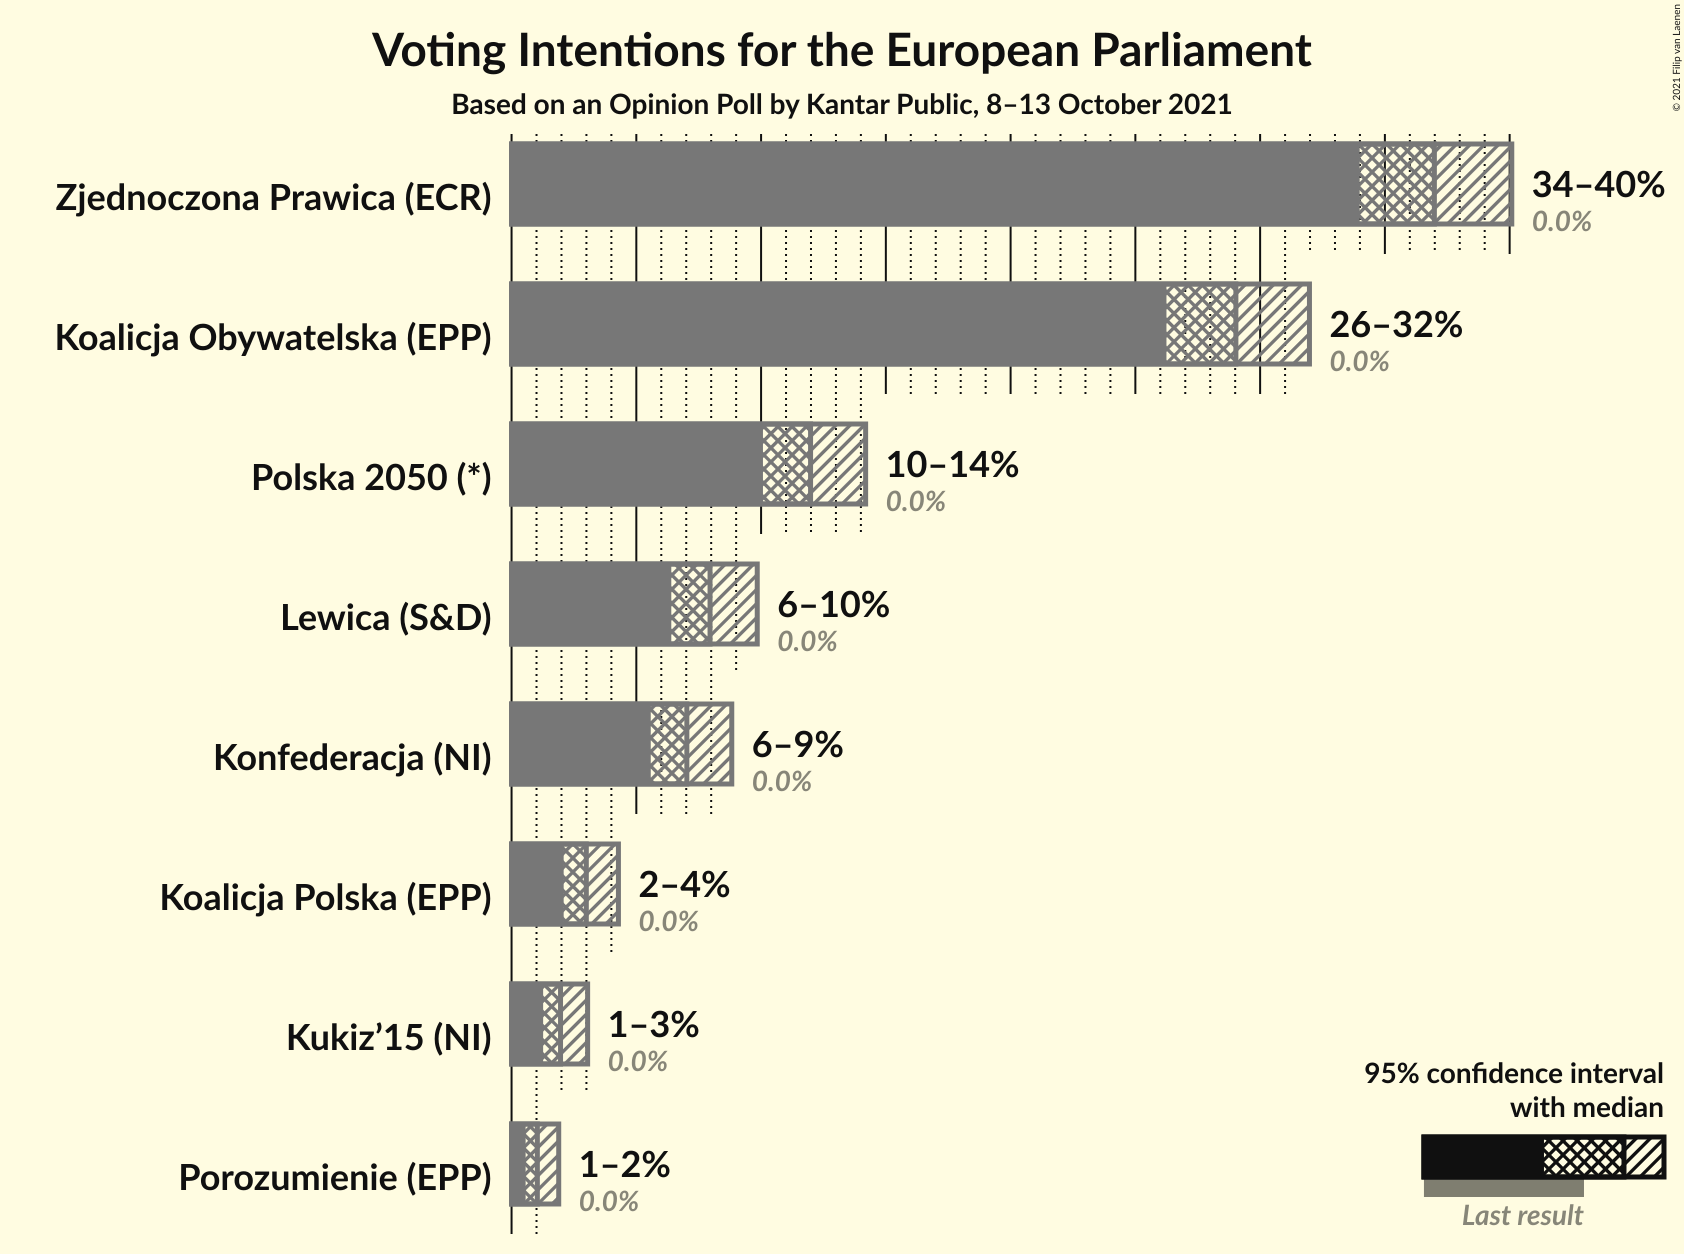 Voting Intentions for the European Parliament
Based on an Opinion Poll by Kantar Public, 8–13 October 2021
© 2021 Filip van Laenen
Zjednoczona Prawica (ECR)
34–40%
0.0%
Koalicja Obywatelska (EPP)
26–32%
0.0%
Polska 2050 (*)
10–14%
0.0%
Lewica (S&D)
6–10%
0.0%
Konfederacja (NI)
6–9%
0.0%
Koalicja Polska (EPP)
2–4%
0.0%
Kukiz’15 (NI)
1–3%
0.0%
Porozumienie (EPP)
1–2%
0.0%
95% confidence interval
with median
Last result